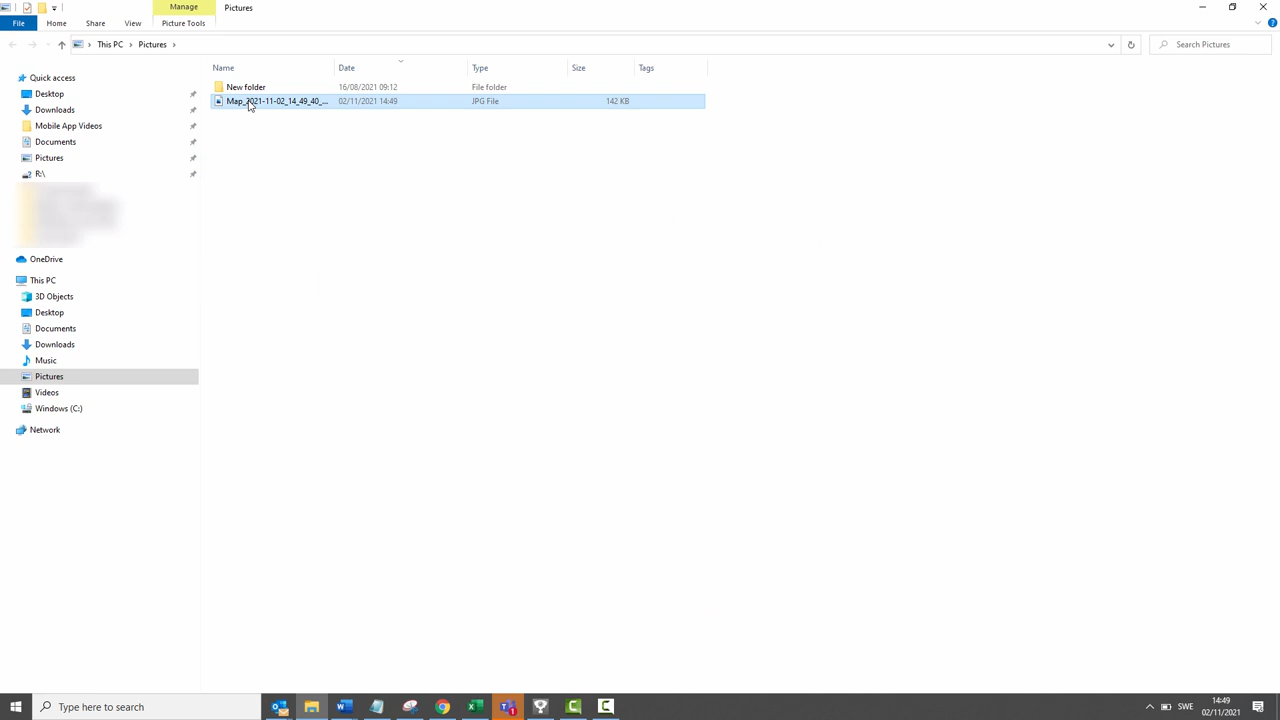 Manage
Pictures
File
Home
Share
View
Picture Tools
This PC
Pictures
Search Pictures
Name
Date
Type
Size
Tags
New folder
16/08/2021 09:12
File folder
Map_2021-11-02_14_49_40_...
02/11/2021 14:49
JPG File
142 KB
Quick access
Desktop
Downloads
Mobile App Videos
Documents
Pictures
R:\
OneDrive
This PC
3D Objects
Desktop
Documents
Downloads
Music
Pictures
Videos
Windows (C:)
Network
Type here to search
SWE
14:49
02/11/2021